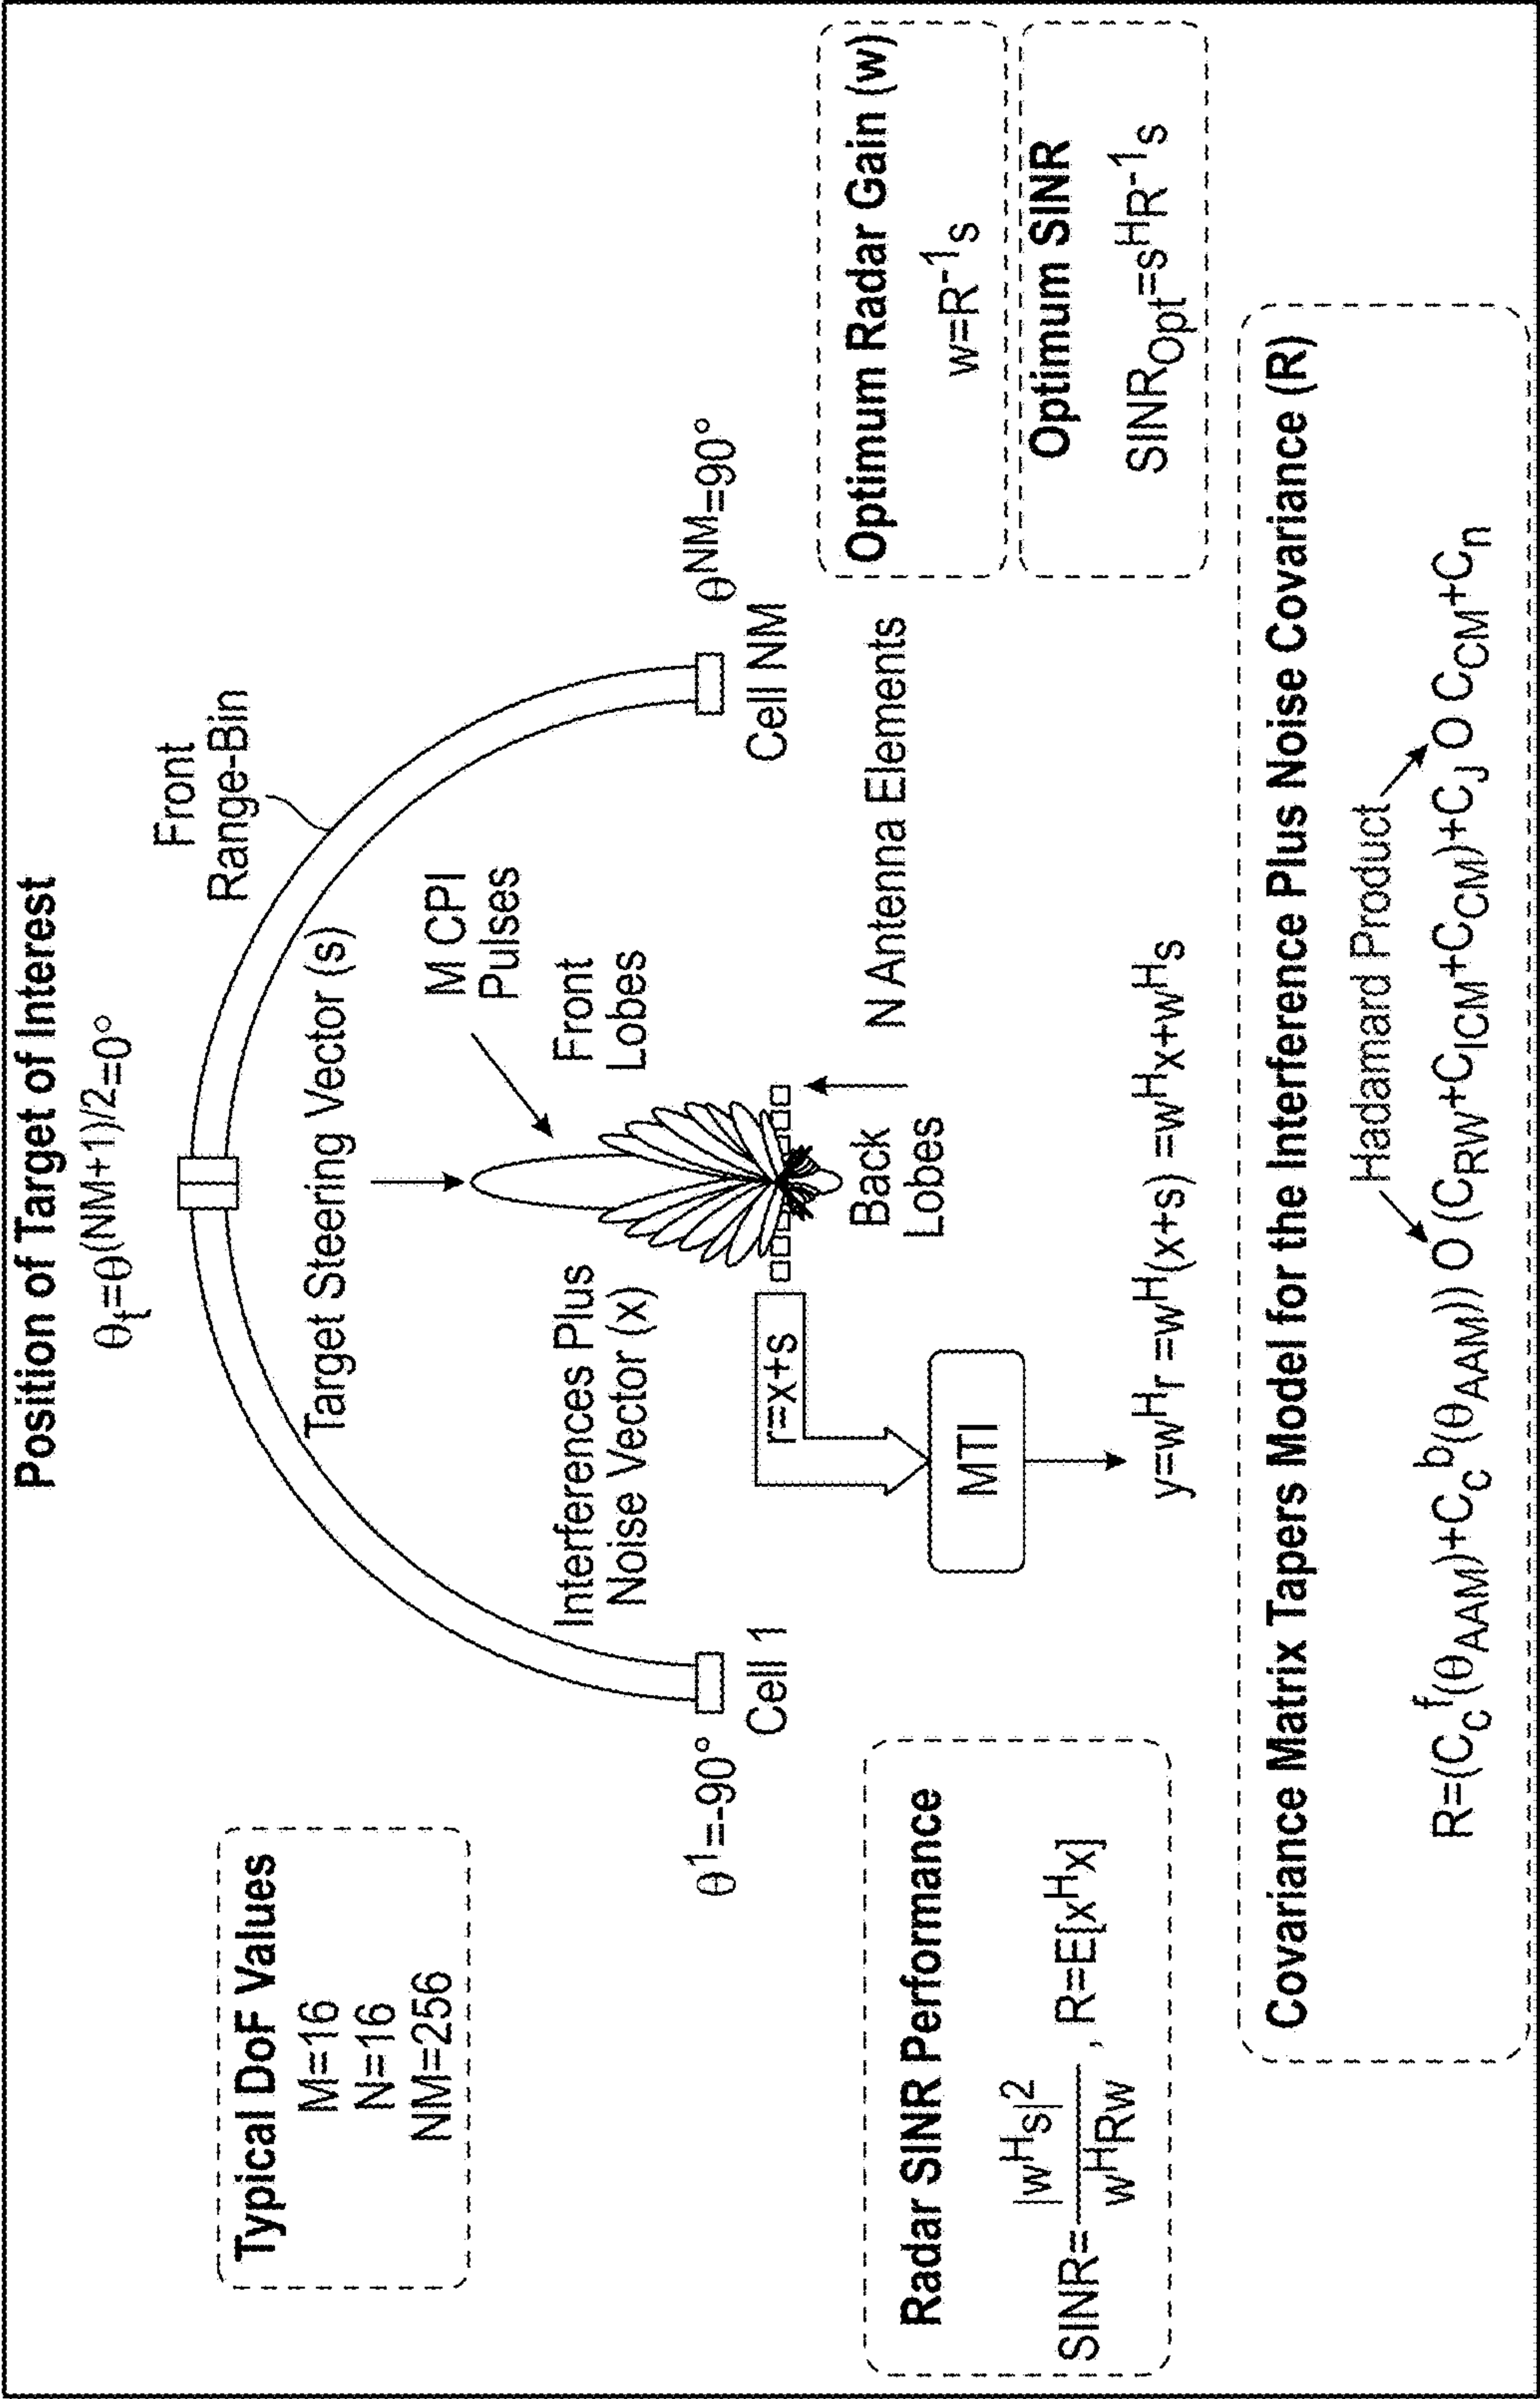 Position of Target of Interest
θt=θ(NM+1)/2=0°
Typical DoF Values
M=16
N=16
NM=256
Front
Range-Bin
Target Steering Vector (s)
M CPI
Pulses
Front
Lobes
Interferences Plus
Noise Vector (x)
θ1=-90°
Cell 1
θNM=90°
Cell NM
r=x+s
Back
Lobes
N Antenna Elements
MTI
y=wHr =wH(x+s) =wHx+wHs
Radar SINR Performance
SINR= |wHs|2 / wHRw , R=E[xHx]
Optimum Radar Gain (w)
w=R-1s
Optimum SINR
SINROpt=sHR-1s
Covariance Matrix Tapers Model for the Interference Plus Noise Covariance (R)
Hadamard Product
R=(Ccf(θAAM)+Ccb(θAAM)) O (CRW+CICM+CCM)+CJ O CCM+Cn